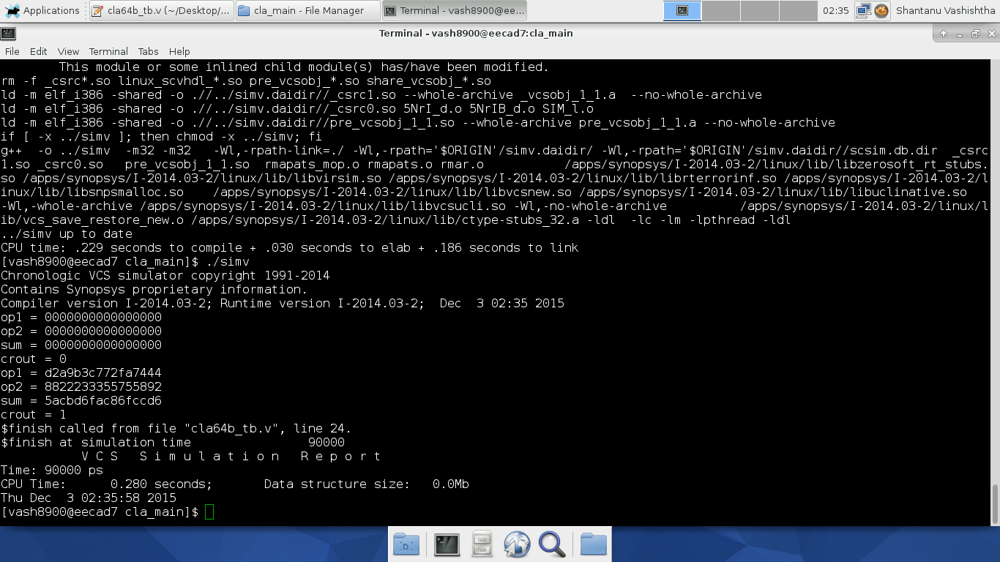 Applications cla64b_tb.v (~/Desktop/... cla_main - File Manager Terminal - vash8900@ee... 02:35 Shantanu Vashishtha
Terminal - vash8900@eecad7:cla_main
File Edit View Terminal Tabs Help
This module or some inlined child module(s) has/have been modified.
rm -f _csrc*.so linux_scvhdl_*.so pre_vcsobj_*.so share_vcsobj_*.so
ld -m elf_i386 -shared -o .//../simv.daidir//_csrc1.so --whole-archive _vcsobj_1_1.a  --no-whole-archive
ld -m elf_i386 -shared -o .//../simv.daidir//_csrc0.so 5NrI_d.o 5NrIB_d.o SIM_l.o
ld -m elf_i386 -shared -o .//../simv.daidir//pre_vcsobj_1_1.so --whole-archive pre_vcsobj_1_1.a --no-whole-archive
if [ -x ../simv ]; then chmod -x ../simv; fi
g++  -o ../simv  -m32 -m32   -Wl,-rpath-link=./ -Wl,-rpath='$ORIGIN'/simv.daidir/ -Wl,-rpath='$ORIGIN'/simv.daidir//scsim.db.dir  _csrc
1.so _csrc0.so   pre_vcsobj_1_1.so  rmapats_mop.o rmapats.o rmar.o           /apps/synopsys/I-2014.03-2/linux/lib/libzerosoft_rt_stubs.
so /apps/synopsys/I-2014.03-2/linux/lib/libvirsim.so /apps/synopsys/I-2014.03-2/linux/lib/librterrorinf.so /apps/synopsys/I-2014.03-2/l
inux/lib/libsnpsmalloc.so    /apps/synopsys/I-2014.03-2/linux/lib/libvcsnew.so /apps/synopsys/I-2014.03-2/linux/lib/libuclinative.so
-Wl,-whole-archive /apps/synopsys/I-2014.03-2/linux/lib/libvcsucli.so -Wl,-no-whole-archive          /apps/synopsys/I-2014.03-2/linux/l
ib/vcs_save_restore_new.o /apps/synopsys/I-2014.03-2/linux/lib/ctype-stubs_32.a -ldl  -lc -lm -lpthread -ldl
../simv up to date
CPU time: .229 seconds to compile + .030 seconds to elab + .186 seconds to link
[vash8900@eecad7 cla_main]$ ./simv
Chronologic VCS simulator copyright 1991-2014
Contains Synopsys proprietary information.
Compiler version I-2014.03-2; Runtime version I-2014.03-2;  Dec  3 02:35 2015
op1 = 0000000000000000
op2 = 0000000000000000
sum = 0000000000000000
crout = 0
op1 = d2a9b3c772fa7444
op2 = 8822233355755892
sum = 5acbd6fac86fccd6
crout = 1
$finish called from file "cla64b_tb.v", line 24.
$finish at simulation time                90000
V C S   S i m u l a t i o n   R e p o r t
Time: 90000 ps
CPU Time:      0.280 seconds;       Data structure size:   0.0Mb
Thu Dec  3 02:35:58 2015
[vash8900@eecad7 cla_main]$